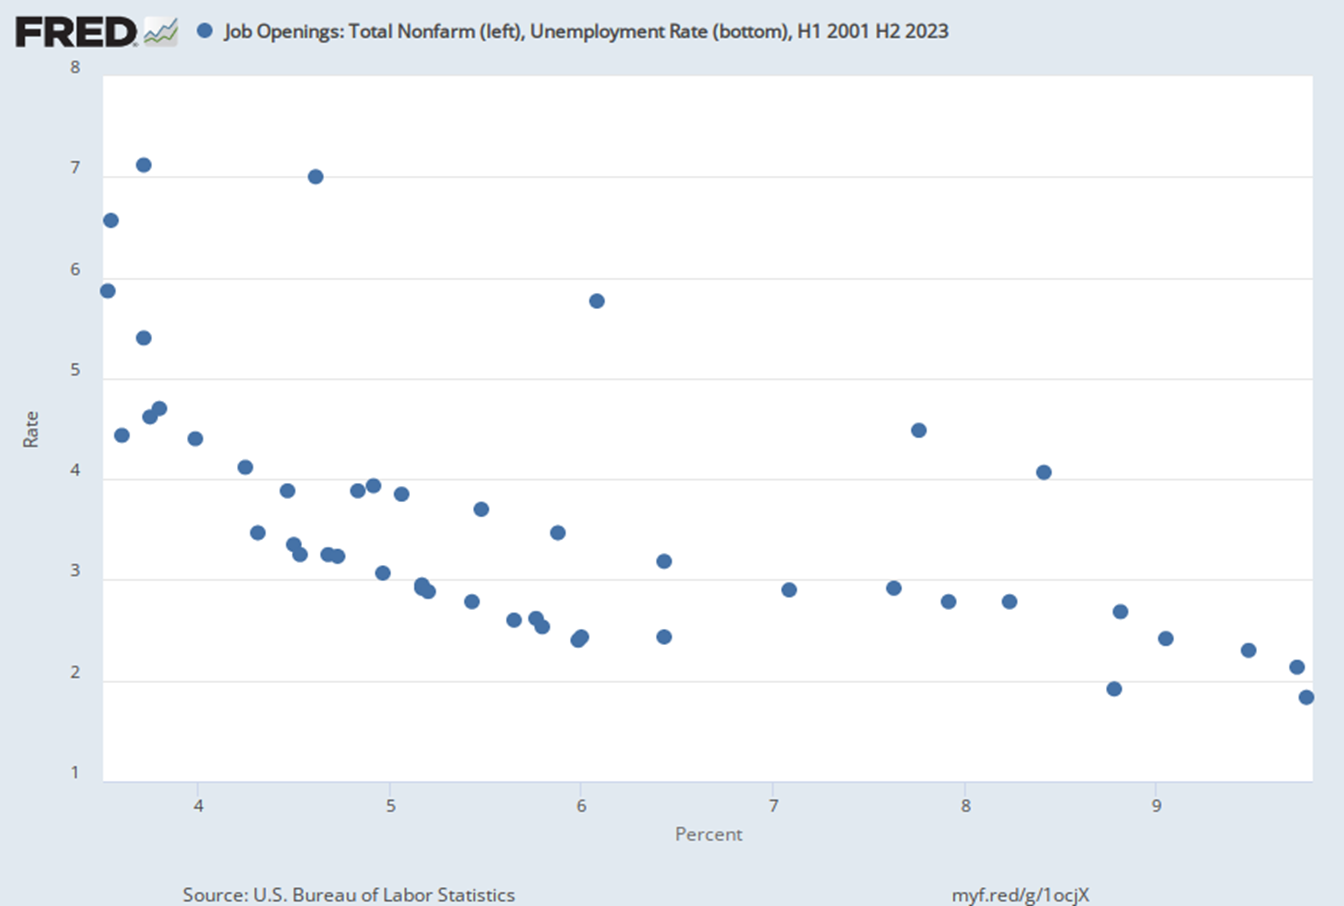 FRED
Job Openings: Total Nonfarm (left), Unemployment Rate (bottom), H1 2001 H2 2023
8
7
6
5
4
3
2
1
Rate
4 5 6 7 8 9
Percent
Source: U.S. Bureau of Labor Statistics
myf.red/g/1ocjX